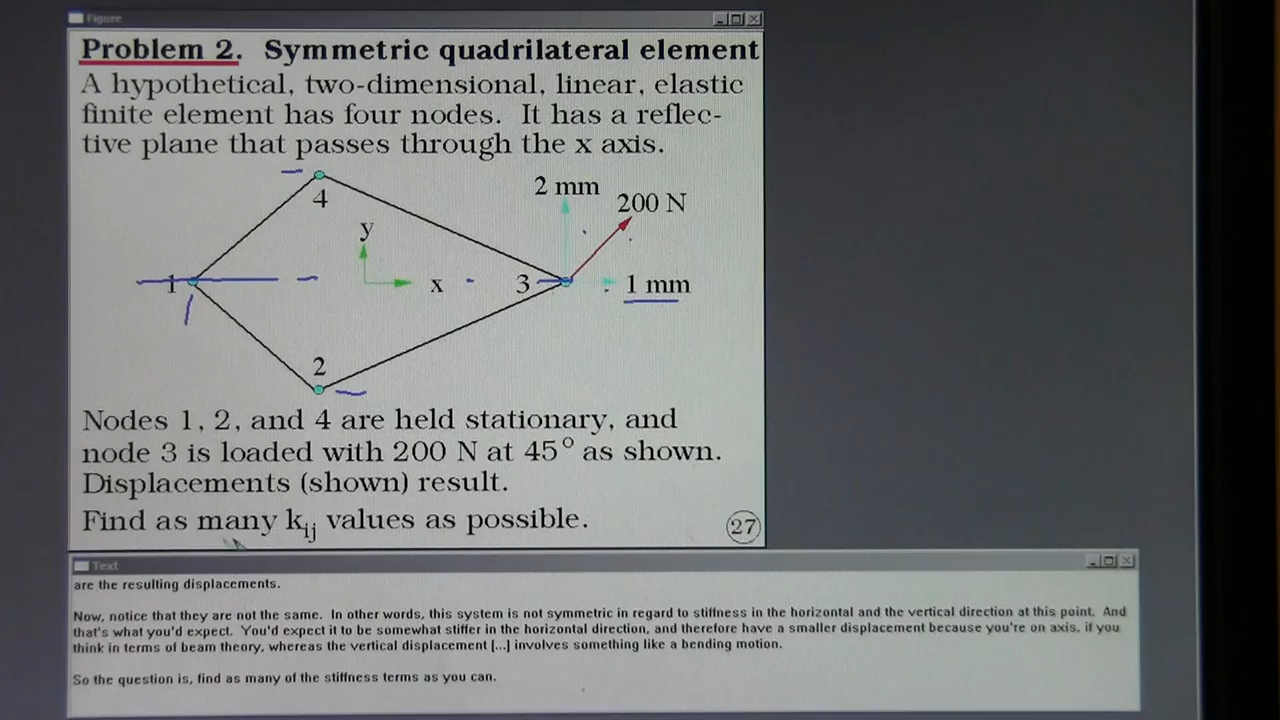 Figure
Problem 2. Symmetric quadrilateral element
A hypothetical, two-dimensional, linear, elastic
finite element has four nodes. It has a reflec-
tive plane that passes through the x axis.
4
2 mm
200 N
y
1
x
3
1 mm
2
Nodes 1, 2, and 4 are held stationary, and
node 3 is loaded with 200 N at 45° as shown.
Displacements (shown) result.
Find as many kij values as possible.
27
Text
are the resulting displacements.
Now, notice that they are not the same. In other words, this system is not symmetric in regard to stiffness in the horizontal and the vertical direction at this point. And
that's what you'd expect. You'd expect it to be somewhat stiffer in the horizontal direction, and therefore have a smaller displacement because you're on axis, if you
think in terms of beam theory, whereas the vertical displacement [...] involves something like a bending motion.
So the question is, find as many of the stiffness terms as you can.